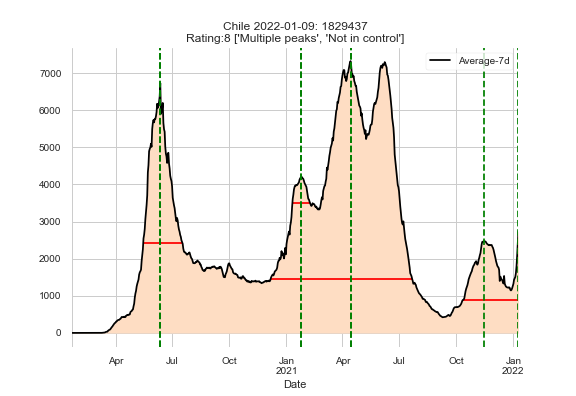 Chile 2022-01-09: 1829437
Rating:8 ['Multiple peaks', 'Not in control']
Average-7d
7000
6000
5000
4000
3000
2000
1000
0
Apr Jul Oct Jan Apr Jul Oct Jan
2021 2022
Date